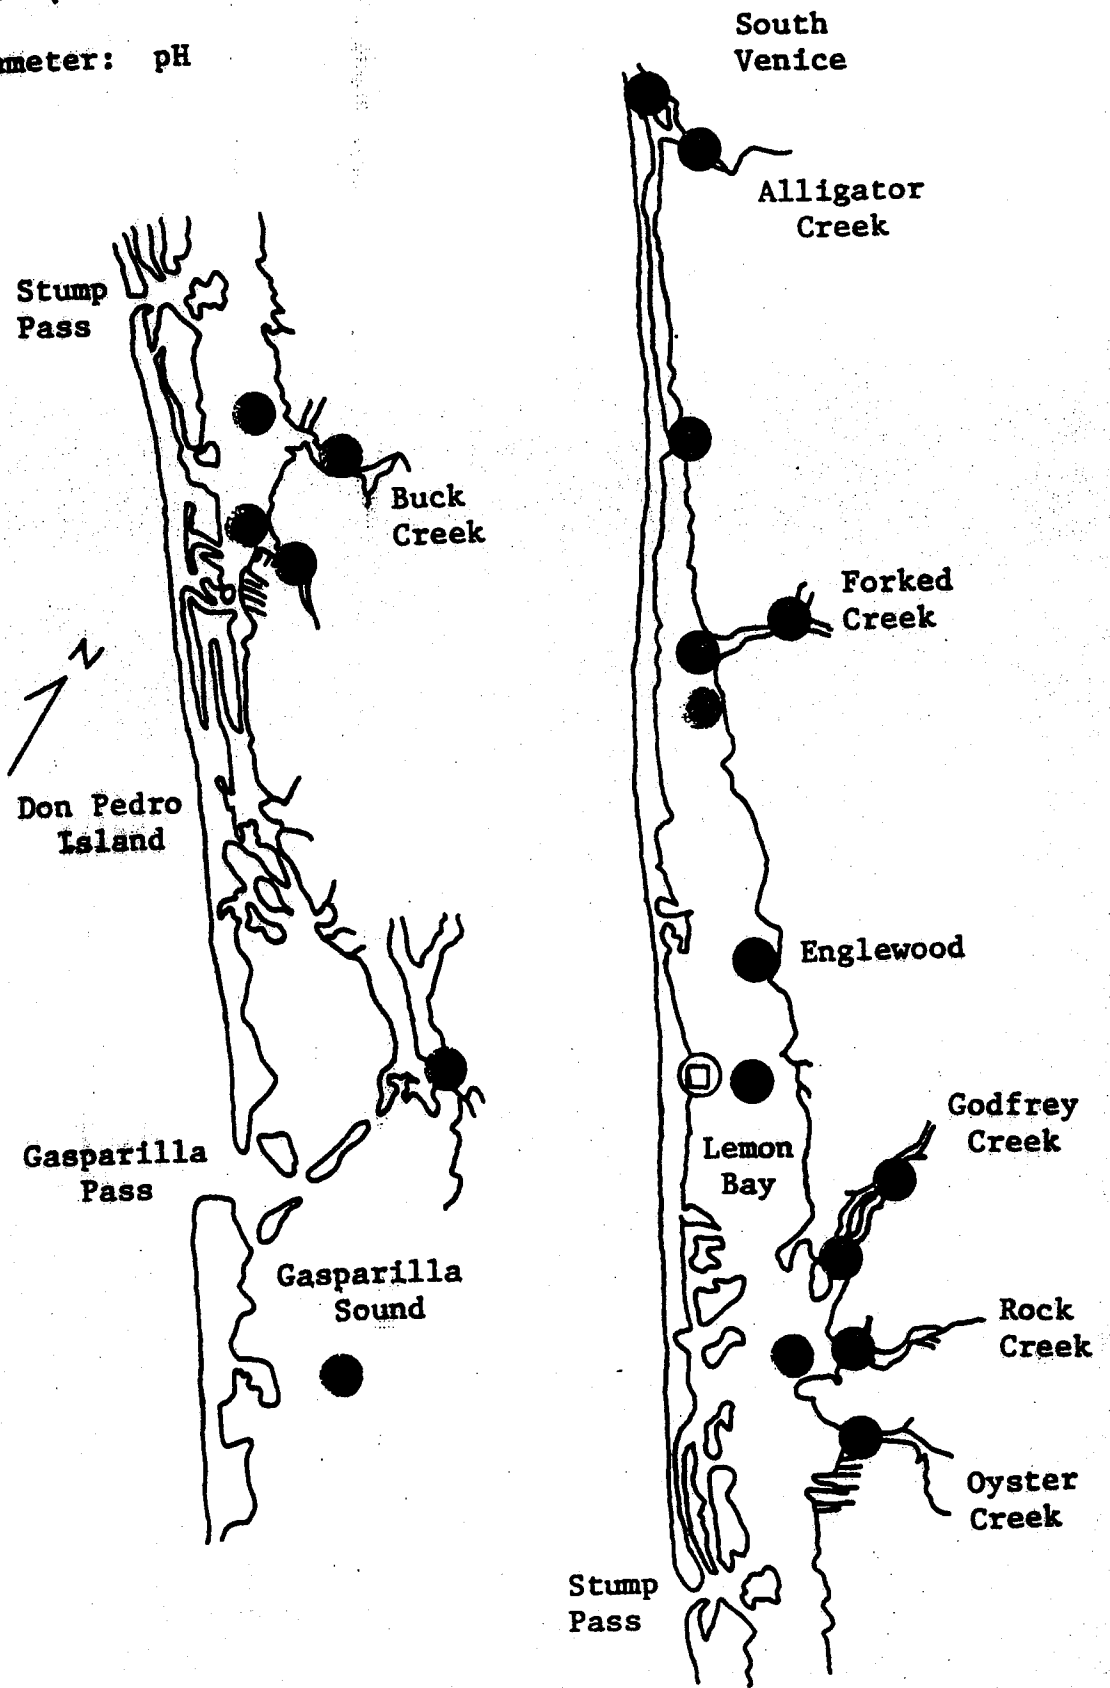 ameter: pH
South
Venice
Alligator
Creek
Stump
Pass
Buck
Creek
Forked
Creek
N
Don Pedro
Island
Englewood
Godfrey
Creek
Lemon
Bay
Gasparilla
Pass
Gasparilla
Sound
Rock
Creek
Oyster
Creek
Stump
Pass